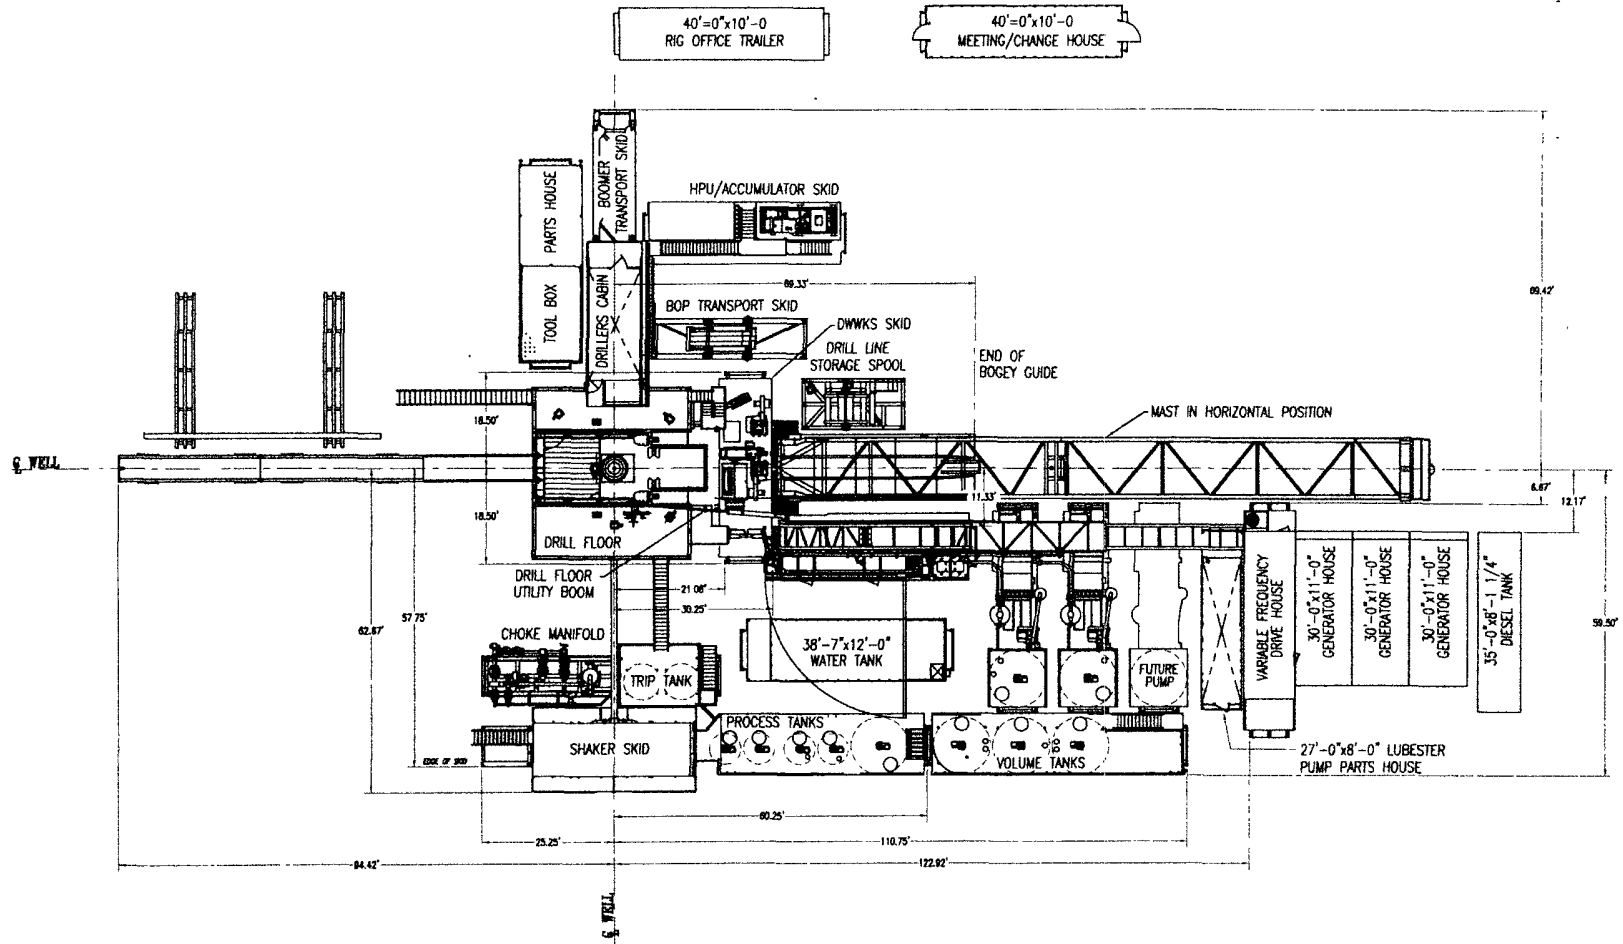 40'=0"x10'-0
RIG OFFICE TRAILER
40'=0"x10'-0
MEETING/CHANGE HOUSE
BOOMER
TRANSPORT SKID
PARTS HOUSE
TOOL BOX
HPU/ACCUMULATOR SKID
DRILLERS CABIN
69.33'
69.42'
BOP TRANSPORT SKID
DWWKS SKID
DRILL LINE
STORAGE SPOOL
END OF
BOGEY GUIDE
MAST IN HORIZONTAL POSITION
18.50'
℄ WELL
11.33'
6.67'
12.17'
18.50'
DRILL FLOOR
DRILL FLOOR
UTILITY BOOM
21.08'
30.25'
57.75'
62.67'
59.50'
CHOKE MANIFOLD
TRIP TANK
38'-7"x12'-0"
WATER TANK
FUTURE
PUMP
VARIABLE FREQUENCY
DRIVE HOUSE
30'-0"x11'-0"
GENERATOR HOUSE
30'-0"x11'-0"
GENERATOR HOUSE
30'-0"x11'-0"
GENERATOR HOUSE
35'-0"x8'-1 1/4"
DIESEL TANK
PROCESS TANKS
SHAKER SKID
EDGE OF SKID
VOLUME TANKS
27'-0"x8'-0" LUBESTER
PUMP PARTS HOUSE
60.25'
25.25'
110.75'
94.42'
122.92'
℄ WELL